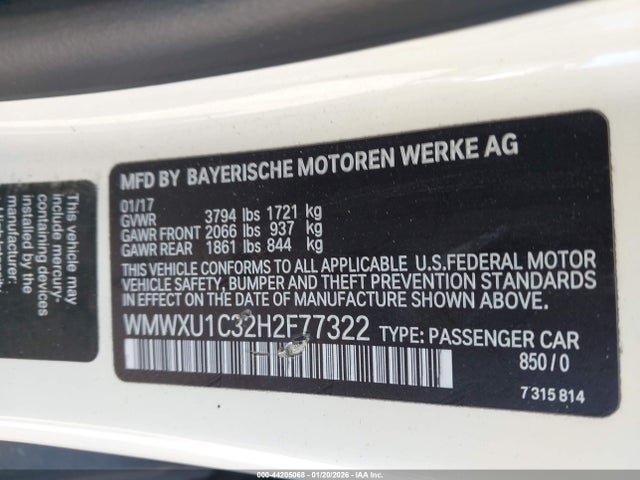 MFD BY BAYERISCHE MOTOREN WERKE AG
01/17
GVWR 3794 lbs 1721 kg
GAWR FRONT 2066 lbs 937 kg
GAWR REAR 1861 lbs 844 kg
THIS VEHICLE CONFORMS TO ALL APPLICABLE U.S.FEDERAL MOTOR
VEHICLE SAFETY, BUMPER AND THEFT PREVENTION STANDARDS
IN EFFECT ON THE DATE OF MANUFACTURE SHOWN ABOVE.
WMWXU1C32H2F77322 TYPE: PASSENGER CAR
850/0
7315814
This vehicle may
include mercury-
containing devices
installed by the
manufacturer:
000 - 44205068 - 01/20/2026 - IAA Inc.